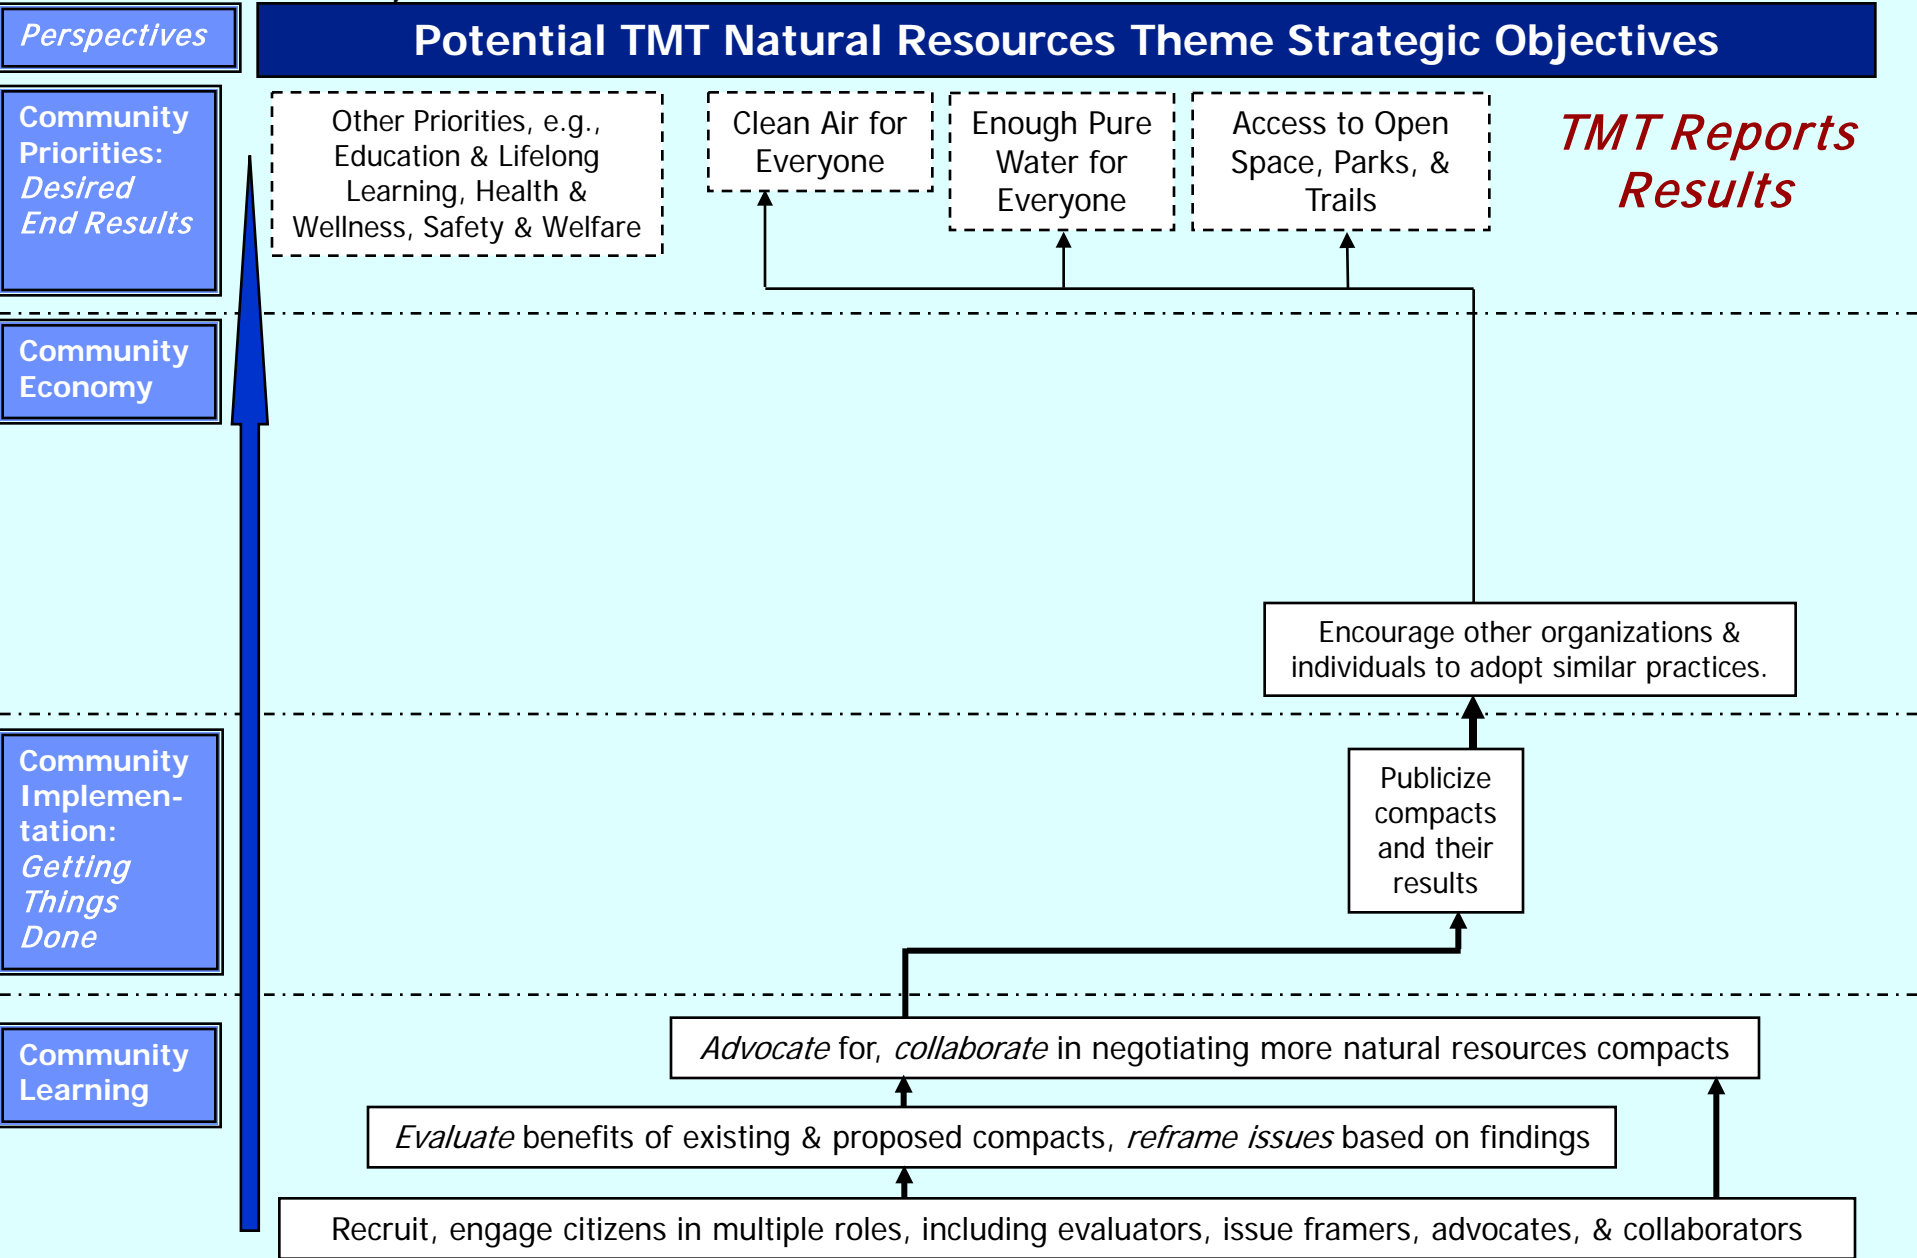 Perspectives
Potential TMT Natural Resources Theme Strategic Objectives
Community
Priorities:
Desired
End Results
Other Priorities, e.g.,
Education & Lifelong
Learning, Health &
Wellness, Safety & Welfare
Clean Air for
Everyone
Enough Pure
Water for
Everyone
Access to Open
Space, Parks, &
Trails
TMT Reports
Results
Community
Economy
Encourage other organizations &
individuals to adopt similar practices.
Community
Implemen-
tation:
Getting
Things
Done
Publicize
compacts
and their
results
Community
Learning
Advocate for, collaborate in negotiating more natural resources compacts
Evaluate benefits of existing & proposed compacts, reframe issues based on findings
Recruit, engage citizens in multiple roles, including evaluators, issue framers, advocates, & collaborators